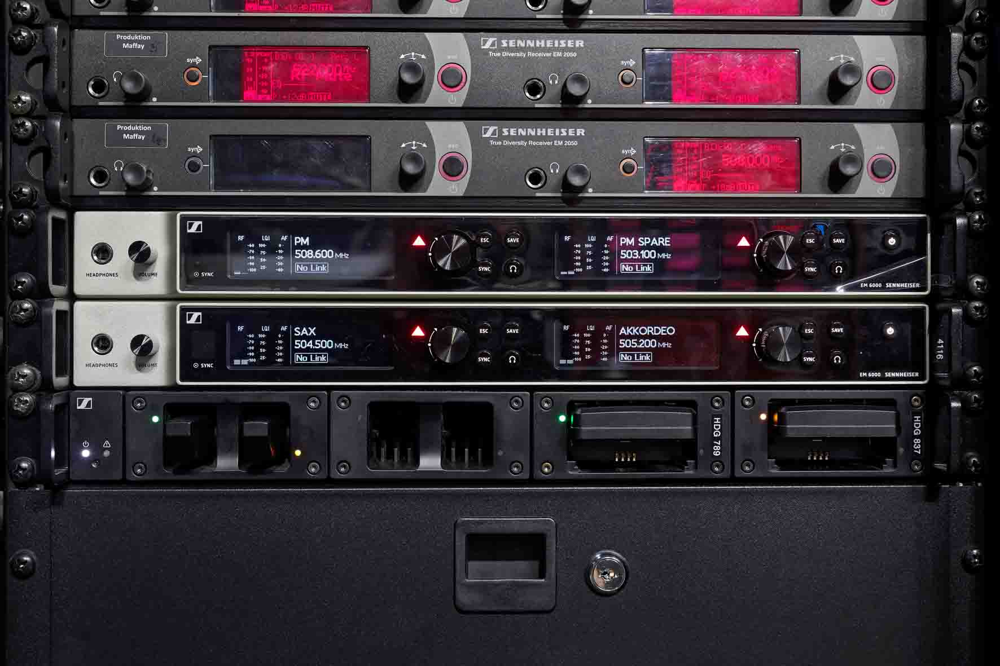 Produktion
Maffay
SENNHEISER
True Diversity Receiver EM 2050
sync
sync
Produktion
Maffay
SENNHEISER
True Diversity Receiver EM 2050
sync
sync
RF LQI AF
-60 100- 0-
-70 75- -10-
-80 50- -20-
-90 25- -30-
-100 -40-
PM
508.600 MHz
No Link
ESC SAVE
SYNC
RF LQI AF
-60 100- 0-
-70 75- -10-
-80 50- -20-
-90 25- -30-
-100 -40-
PM SPARE
503.100 MHz
No Link
ESC SAVE
SYNC
HEADPHONES VOLUME
SYNC
EM 6000 SENNHEISER
RF LQI AF
-60 100- 0-
-70 75- -10-
-80 50- -20-
-90 25- -30-
-100 -40-
SAX
504.500 MHz
No Link
ESC SAVE
SYNC
RF LQI AF
-60 100- 0-
-70 75- -10-
-80 50- -20-
-90 25- -30-
-100 -40-
AKKORDEO
505.200 MHz
No Link
ESC SAVE
SYNC
HEADPHONES VOLUME
SYNC
EM 6000 SENNHEISER
4116
HDG 789
HDG 837